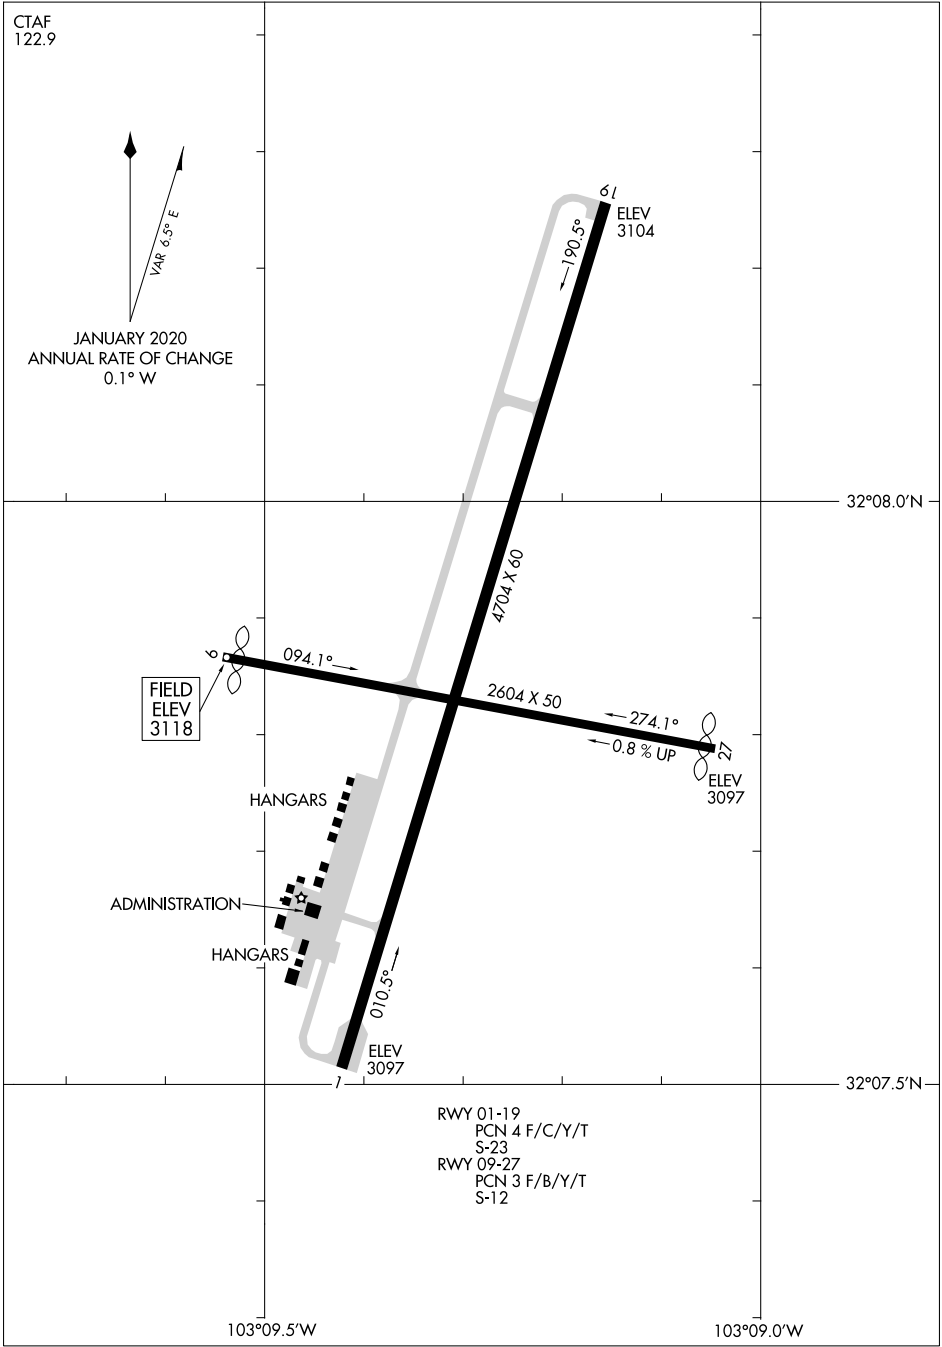 CTAF
122.9
VAR 6.5° E
JANUARY 2020
ANNUAL RATE OF CHANGE
0.1° W
19
ELEV
3104
190.5°
32°08.0'N
4704 X 60
9
094.1°
FIELD
ELEV
3118
2604 X 50
274.1°
0.8 % UP
27
ELEV
3097
HANGARS
ADMINISTRATION
HANGARS
010.5°
ELEV
3097
1
32°07.5'N
RWY 01-19
PCN 4 F/C/Y/T
S-23
RWY 09-27
PCN 3 F/B/Y/T
S-12
103°09.5'W
103°09.0'W